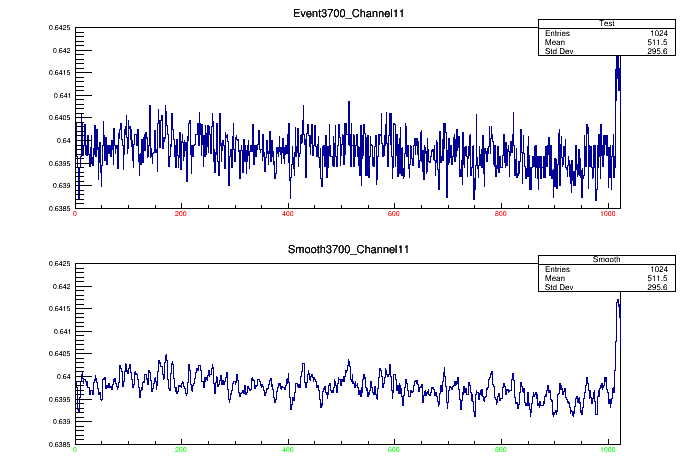 Event3700_Channel11
Test
Entries 1024
Mean 511.5
Std Dev 295.6
0.6425
0.642
0.6415
0.641
0.6405
0.64
0.6395
0.639
0.6385
0 200 400 600 800 1000
Smooth3700_Channel11
Smooth
Entries 1024
Mean 511.5
Std Dev 295.6
0.6425
0.642
0.6415
0.641
0.6405
0.64
0.6395
0.639
0.6385
0 200 400 600 800 1000